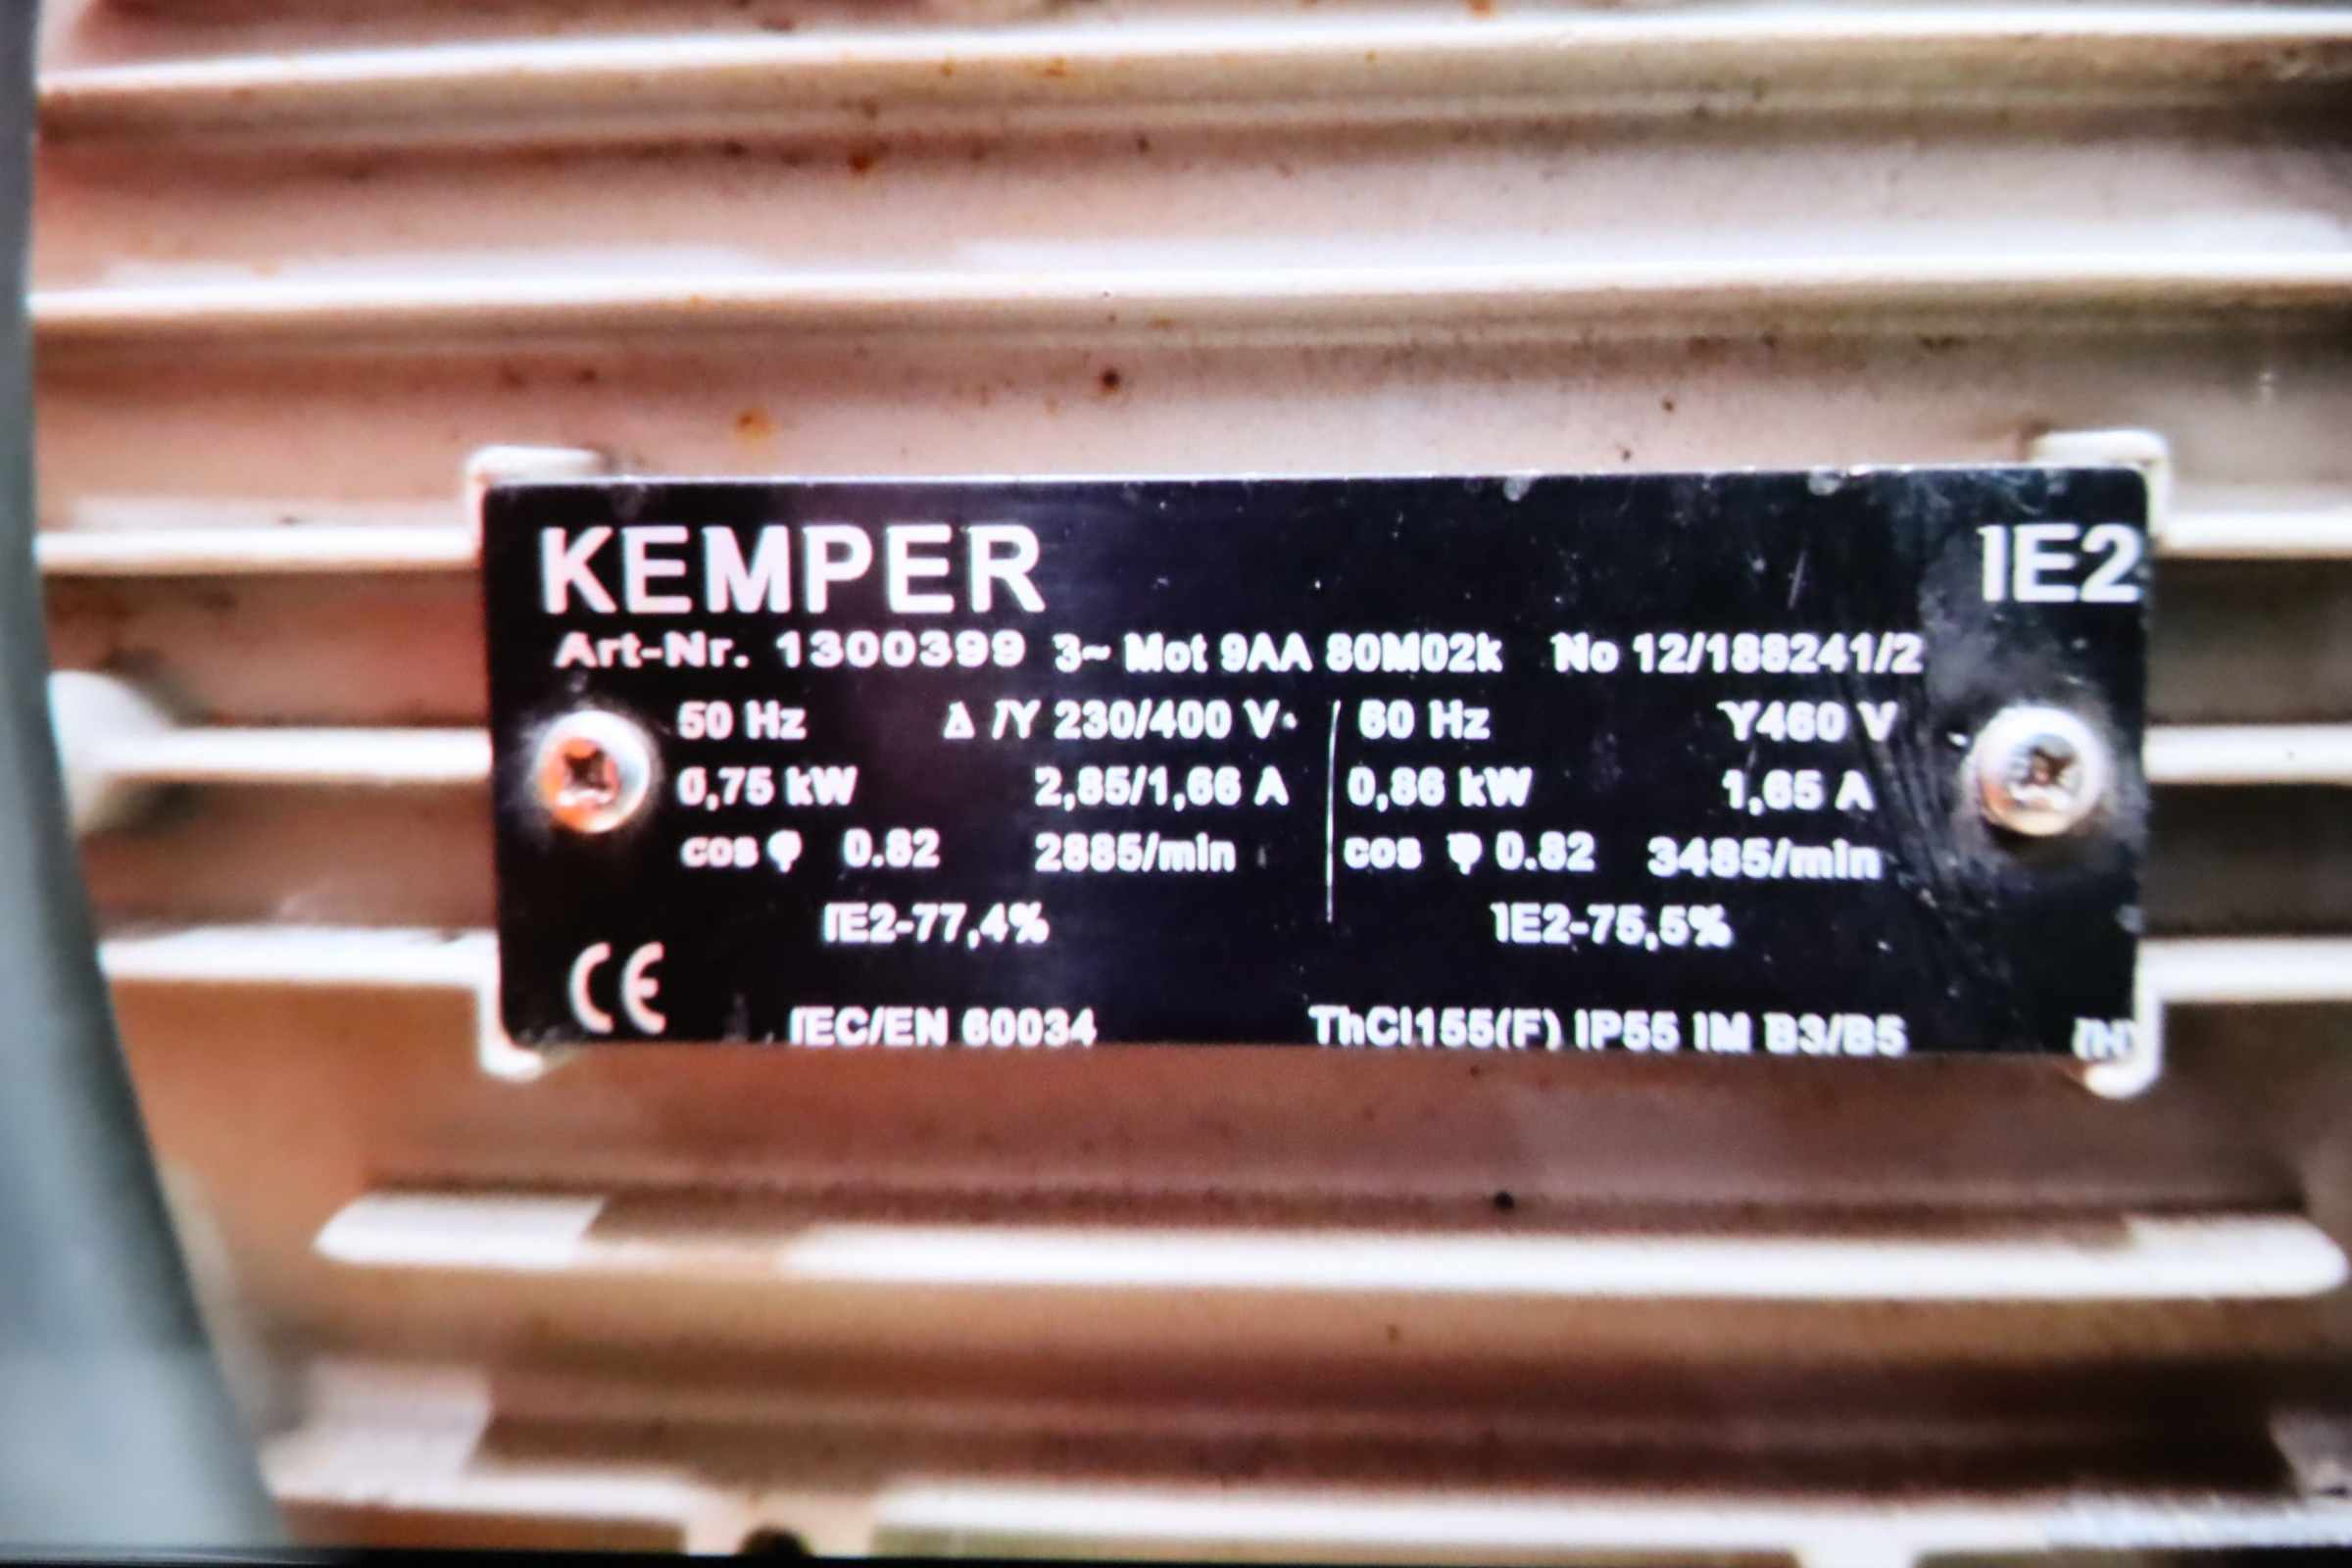 KEMPER IE2
Art-Nr. 1300399 3~ Mot 9AA 80M02k No 12/188241/2
50 Hz Δ/Y 230/400 V 60 Hz Y460 V
0,75 kW 2,85/1,66 A 0,86 kW 1,65 A
cos φ 0.82 2885/min cos φ 0.82 3485/min
IE2-77,4% IE2-75,5%
CE IEC/EN 60034 ThCl155(F) IP55 IM B3/B5